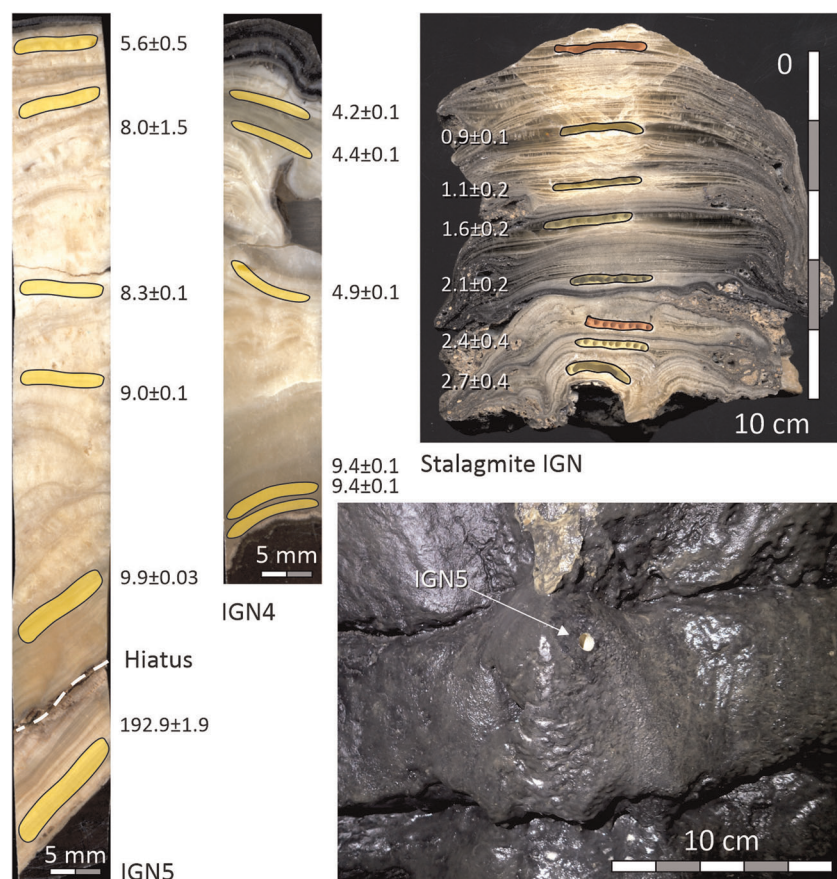 5.6±0.5
8.0±1.5
8.3±0.1
9.0±0.1
9.9±0.03
Hiatus
192.9±1.9
5 mm
IGN5
4.2±0.1
4.4±0.1
4.9±0.1
9.4±0.1
9.4±0.1
5 mm
IGN4
0
0.9±0.1
1.1±0.2
1.6±0.2
2.1±0.2
2.4±0.4
2.7±0.4
10 cm
Stalagmite IGN
IGN5
10 cm